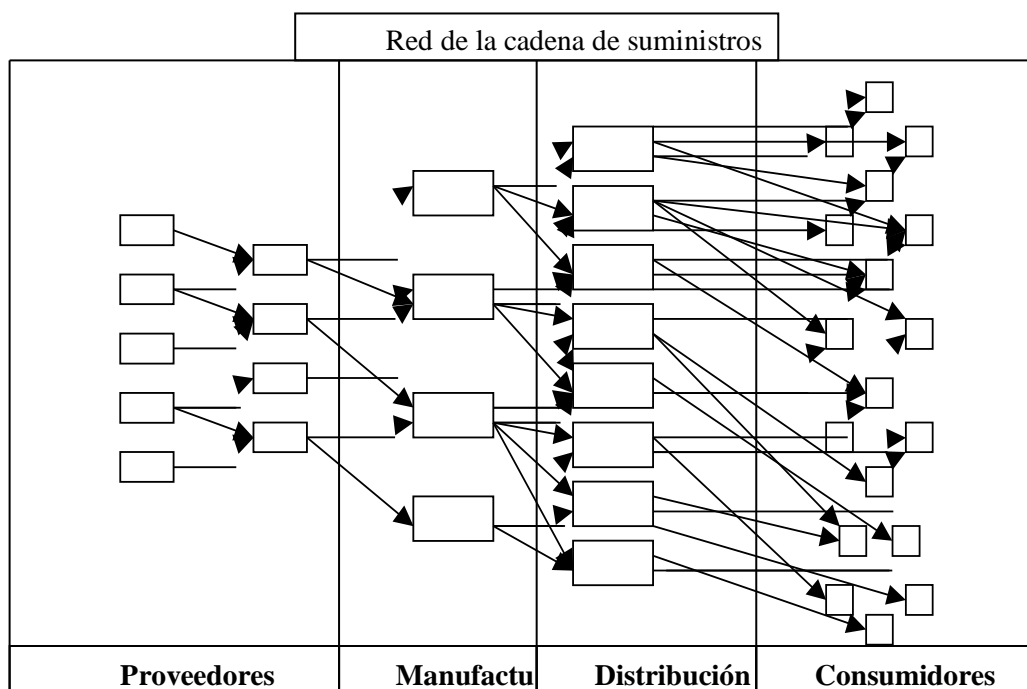 Red de la cadena de suministros
Proveedores Manufactu Distribución Consumidores